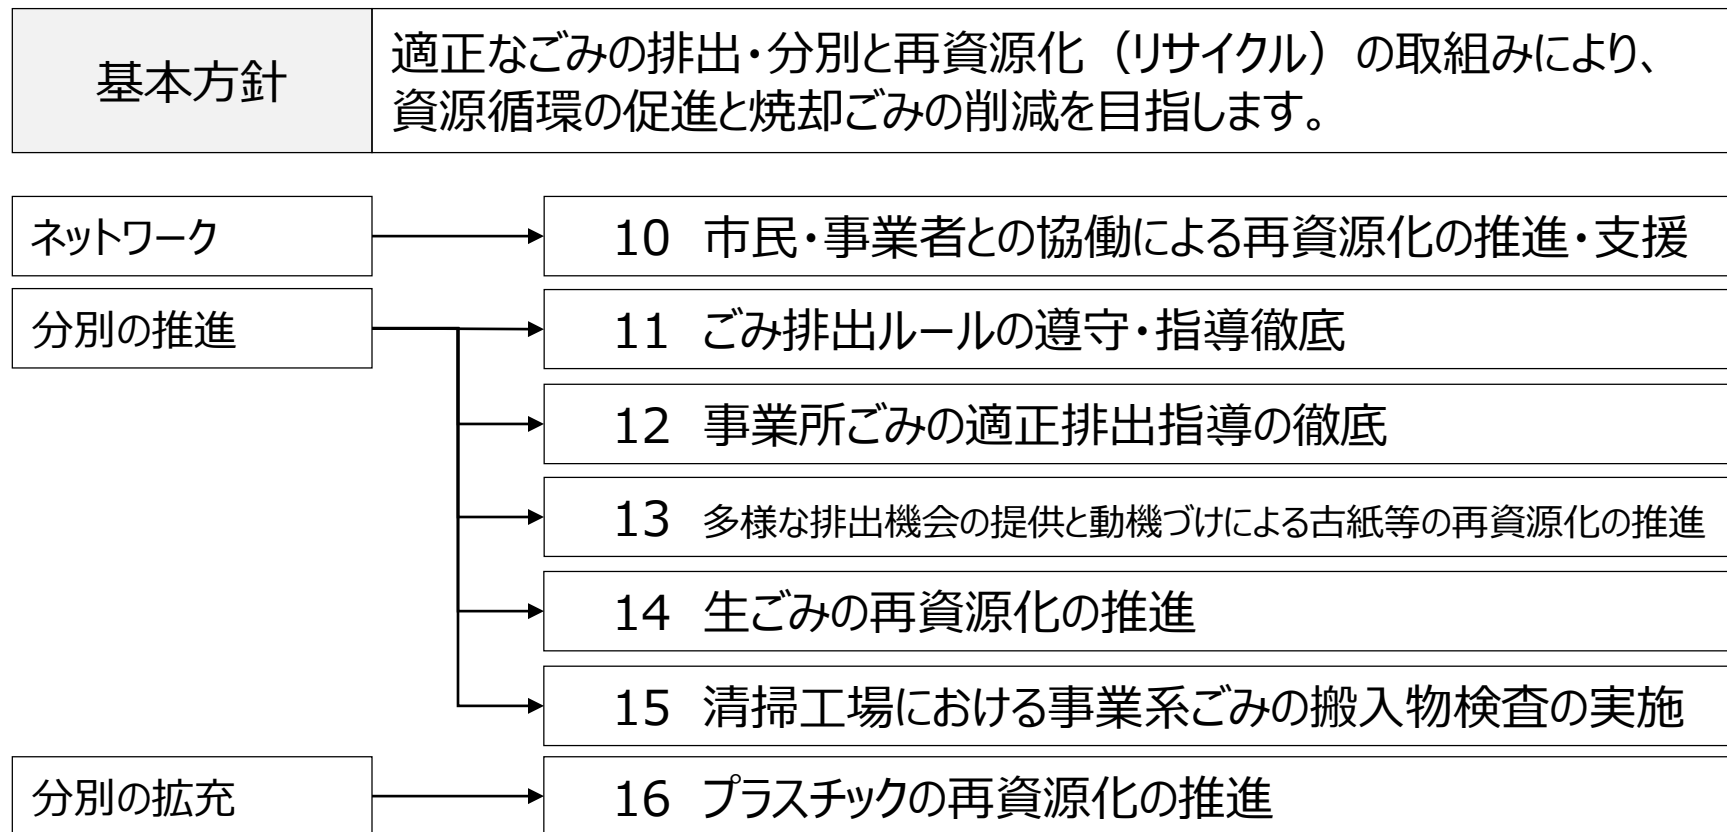 基本方針
適正なごみの排出・分別と再資源化（リサイクル）の取組みにより、
資源循環の促進と焼却ごみの削減を目指します。
ネットワーク
10 市民・事業者との協働による再資源化の推進・支援
分別の推進
11 ごみ排出ルールの遵守・指導徹底
12 事業所ごみの適正排出指導の徹底
13 多様な排出機会の提供と動機づけによる古紙等の再資源化の推進
14 生ごみの再資源化の推進
15 清掃工場における事業系ごみの搬入物検査の実施
分別の拡充
16 プラスチックの再資源化の推進